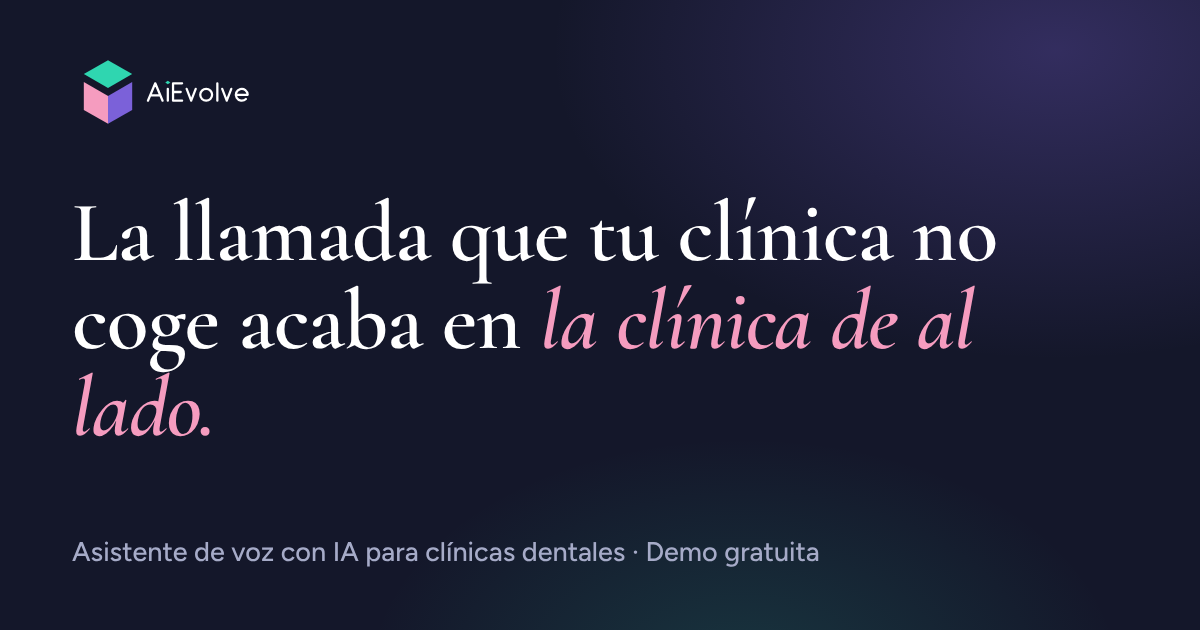 AiEvolve
La llamada que tu clínica no
coge acaba en la clínica de al
lado.
Asistente de voz con IA para clínicas dentales · Demo gratuita